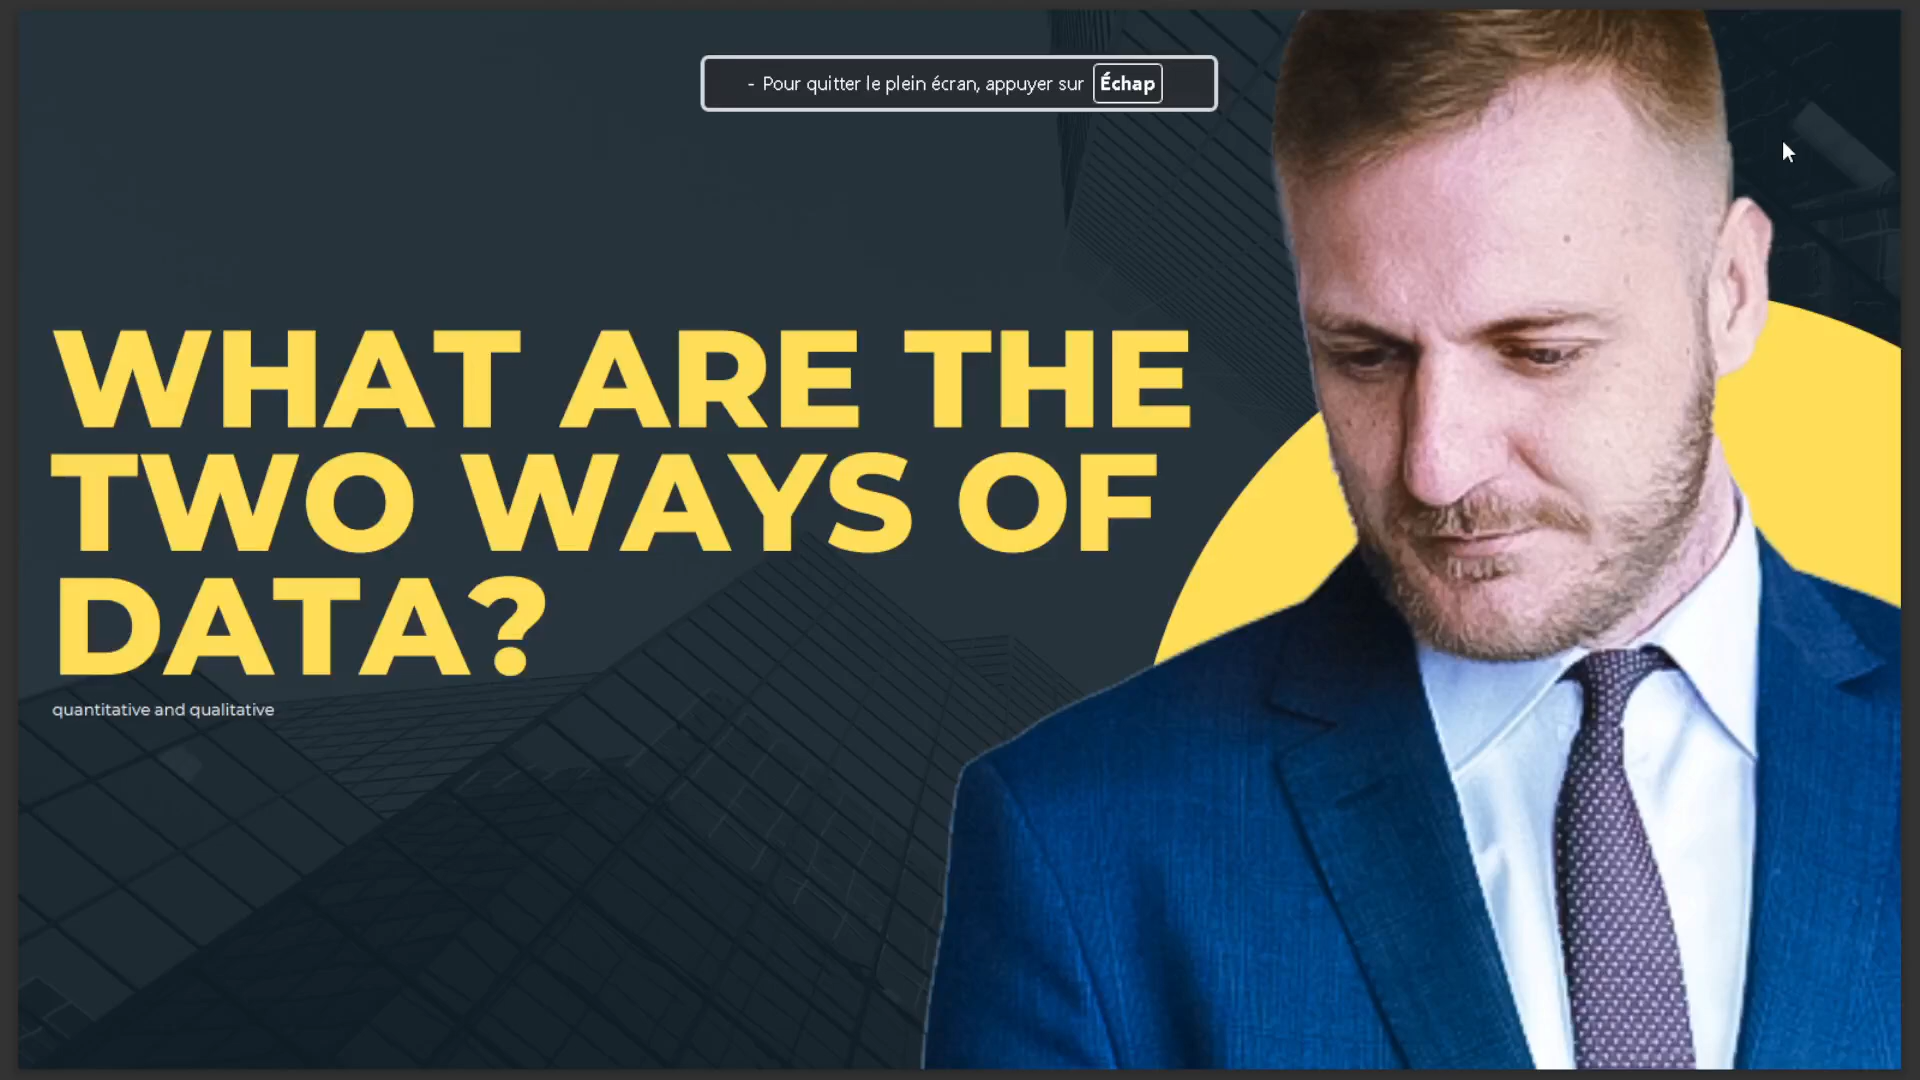 - Pour quitter le plein écran, appuyer sur Échap
WHAT ARE THE
TWO WAYS OF
DATA?
quantitative and qualitative